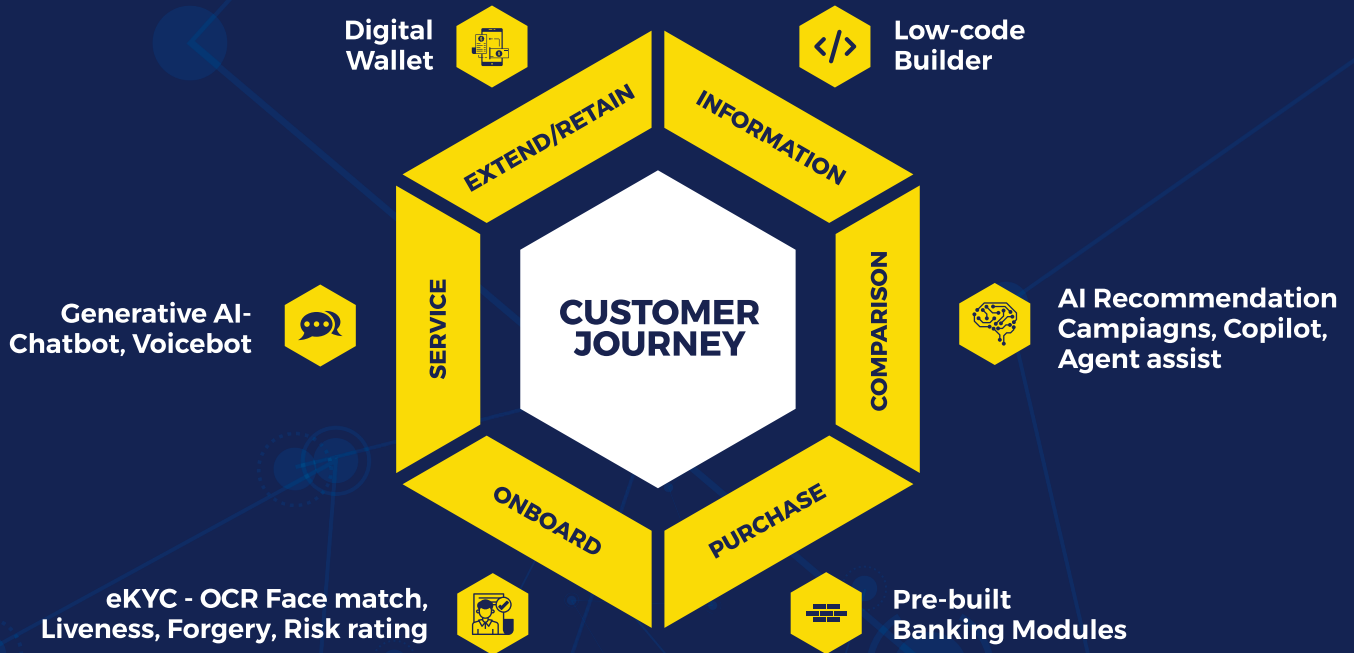 Digital
Wallet
Low-code
Builder
EXTEND/RETAIN
INFORMATION
SERVICE
CUSTOMER
JOURNEY
COMPARISON
Generative AI-
Chatbot, Voicebot
AI Recommendation
Campiagns, Copilot,
Agent assist
ONBOARD
PURCHASE
eKYC - OCR Face match,
Liveness, Forgery, Risk rating
Pre-built
Banking Modules